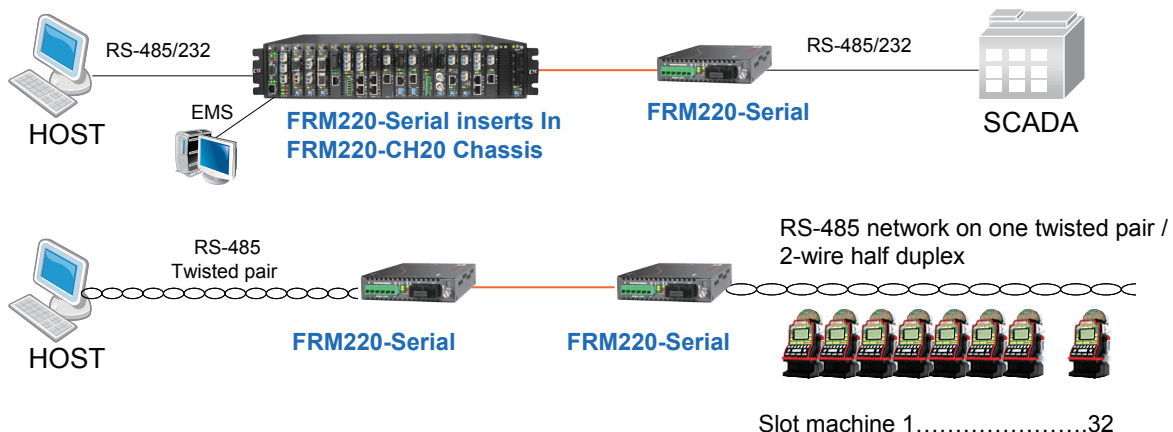 RS-485/232
RS-485/232
EMS
HOST
FRM220-Serial inserts In
FRM220-CH20 Chassis
FRM220-Serial
SCADA
RS-485
Twisted pair
RS-485 network on one twisted pair /
2-wire half duplex
HOST
FRM220-Serial
FRM220-Serial
Slot machine 1…………………..32